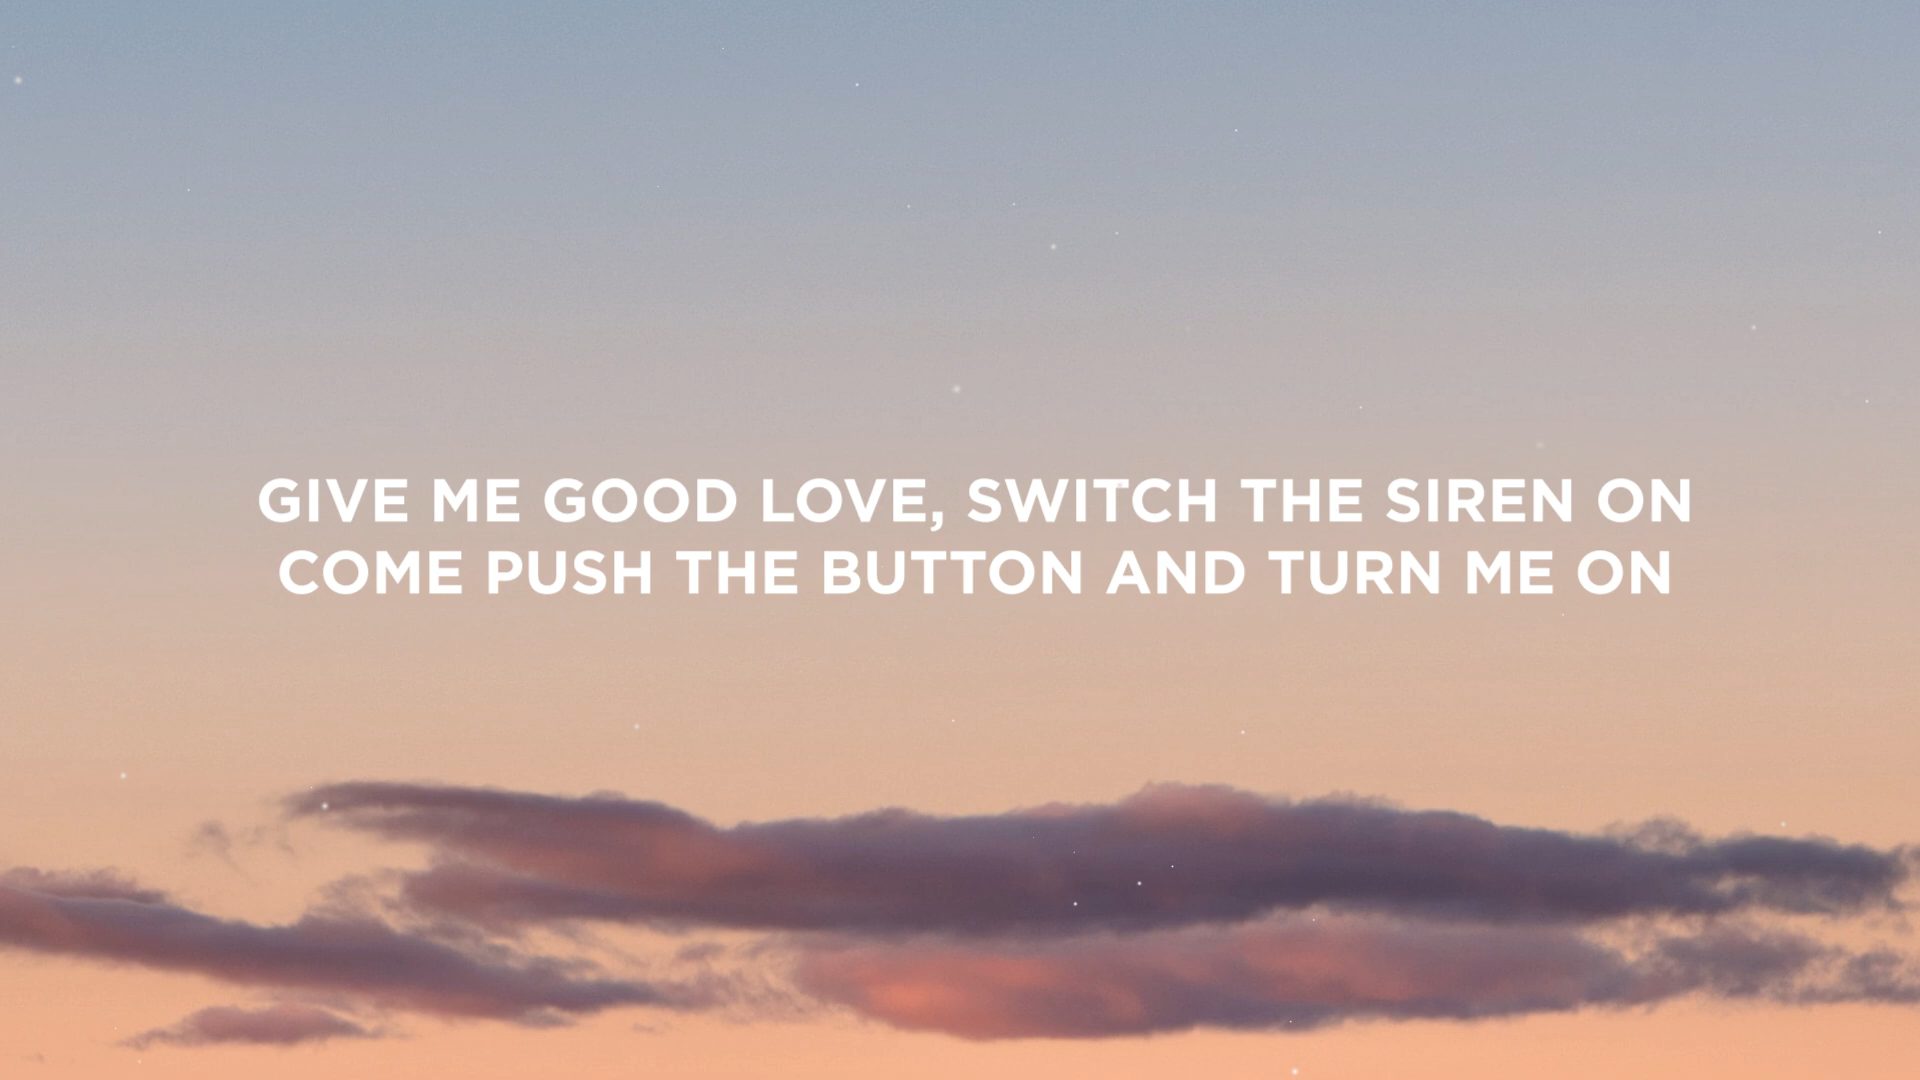 GIVE ME GOOD LOVE, SWITCH THE SIREN ON
COME PUSH THE BUTTON AND TURN ME ON